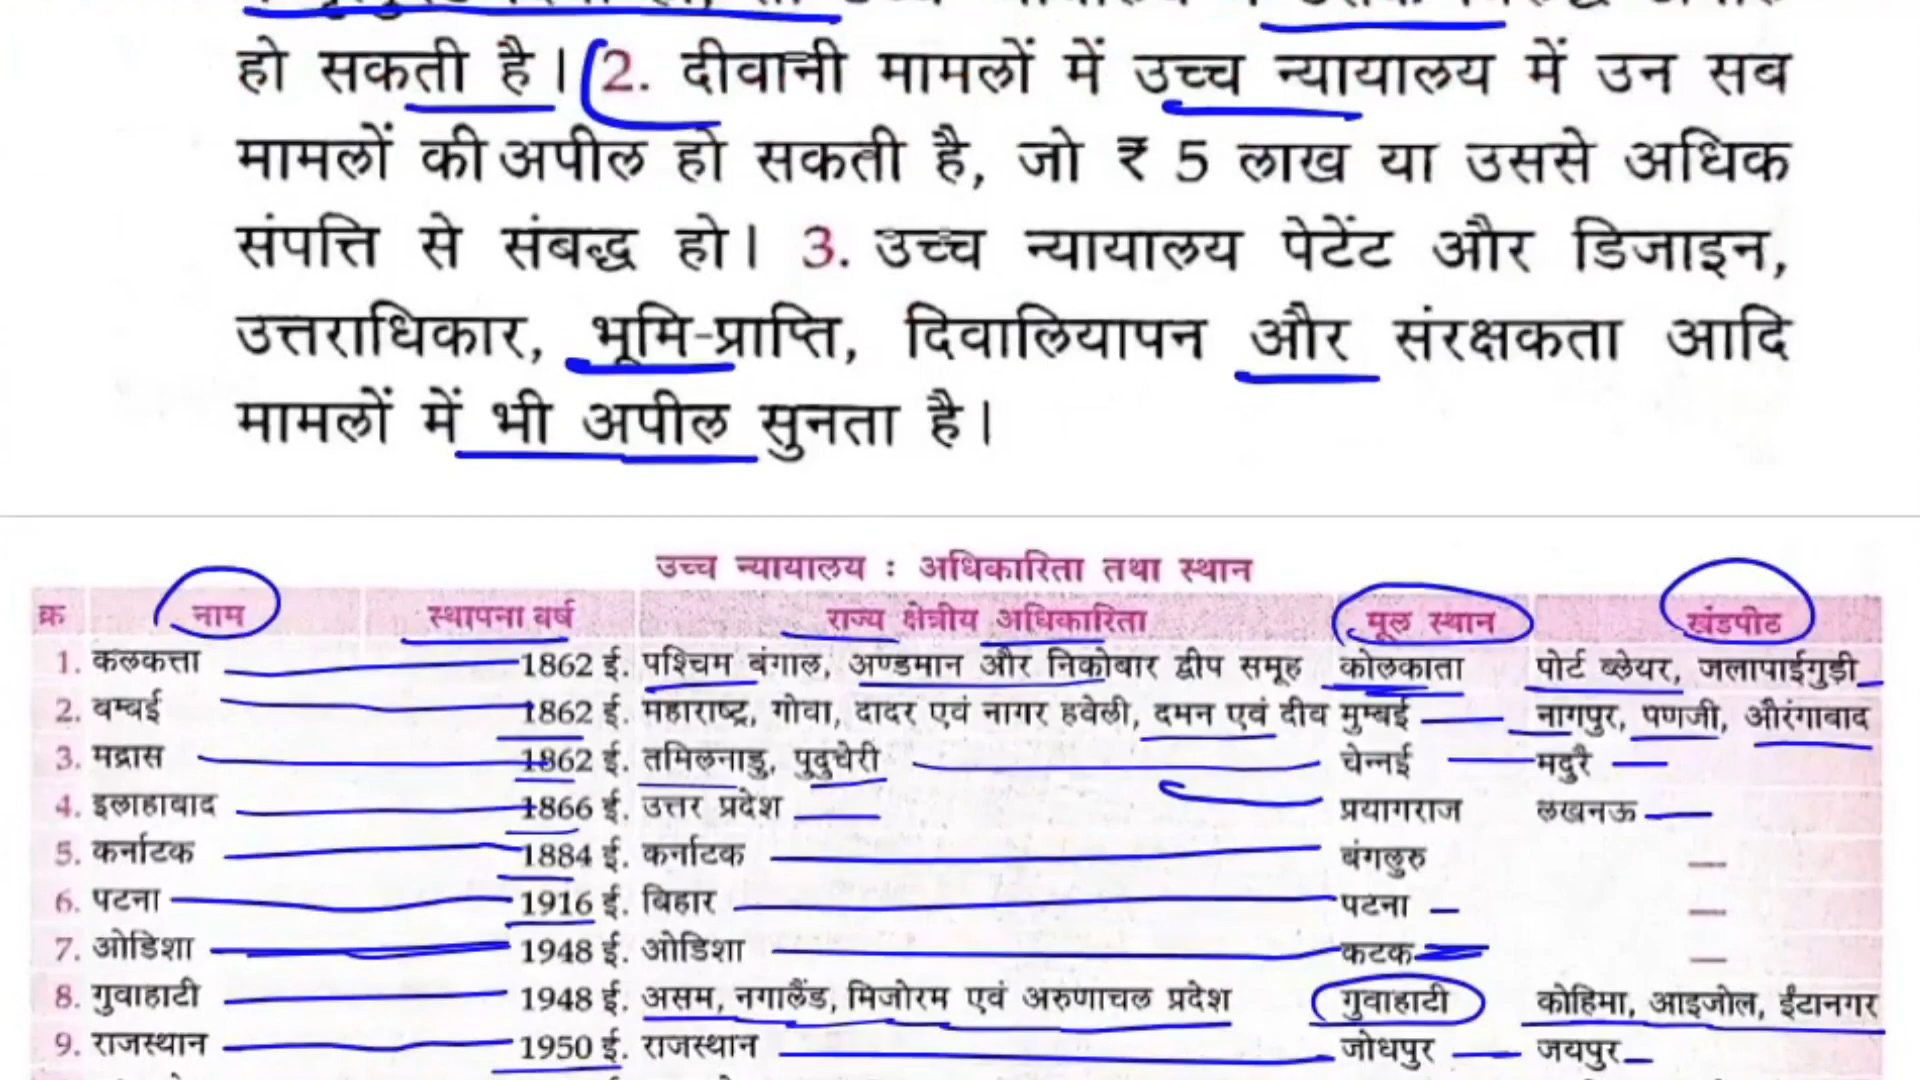 हो सकती है। 2. दीवानी मामलों में उच्च न्यायालय में उन सब
मामलों की अपील हो सकती है, जो ₹ 5 लाख या उससे अधिक
संपत्ति से संबद्ध हो। 3. उच्च न्यायालय पेटेंट और डिजाइन,
उत्तराधिकार, भूमि-प्राप्ति, दिवालियापन और संरक्षकता आदि
मामलों में भी अपील सुनता है।
उच्च न्यायालय : अधिकारिता तथा स्थान
क्र नाम स्थापना वर्ष राज्य क्षेत्रीय अधिकारिता मूल स्थान खंडपीठ
1. कलकत्ता 1862 ई. पश्चिम बंगाल, अण्डमान और निकोबार द्वीप समूह कोलकाता पोर्ट ब्लेयर, जलापाईगुड़ी
2. बम्बई 1862 ई. महाराष्ट्र, गोवा, दादर एवं नागर हवेली, दमन एवं दीव मुम्बई नागपुर, पणजी, औरंगाबाद
3. मद्रास 1862 ई. तमिलनाडु, पुदुचेरी चेन्नई मदुरै
4. इलाहाबाद 1866 ई. उत्तर प्रदेश प्रयागराज लखनऊ
5. कर्नाटक 1884 ई. कर्नाटक बंगलुरु —
6. पटना 1916 ई. बिहार पटना —
7. ओडिशा 1948 ई. ओडिशा कटक —
8. गुवाहाटी 1948 ई. असम, नगालैंड, मिजोरम एवं अरुणाचल प्रदेश गुवाहाटी कोहिमा, आइजोल, ईंटानगर
9. राजस्थान 1950 ई. राजस्थान जोधपुर जयपुर